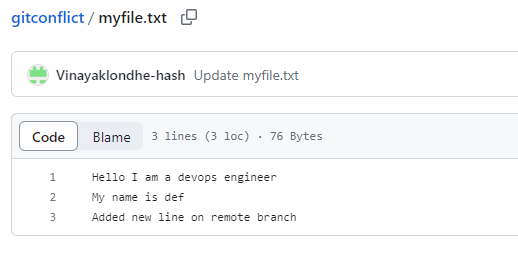 gitconflict / myfile.txt
Vinayaklondhe-hash Update myfile.txt
Code Blame 3 lines (3 loc) · 76 Bytes
1 Hello I am a devops engineer
2 My name is def
3 Added new line on remote branch